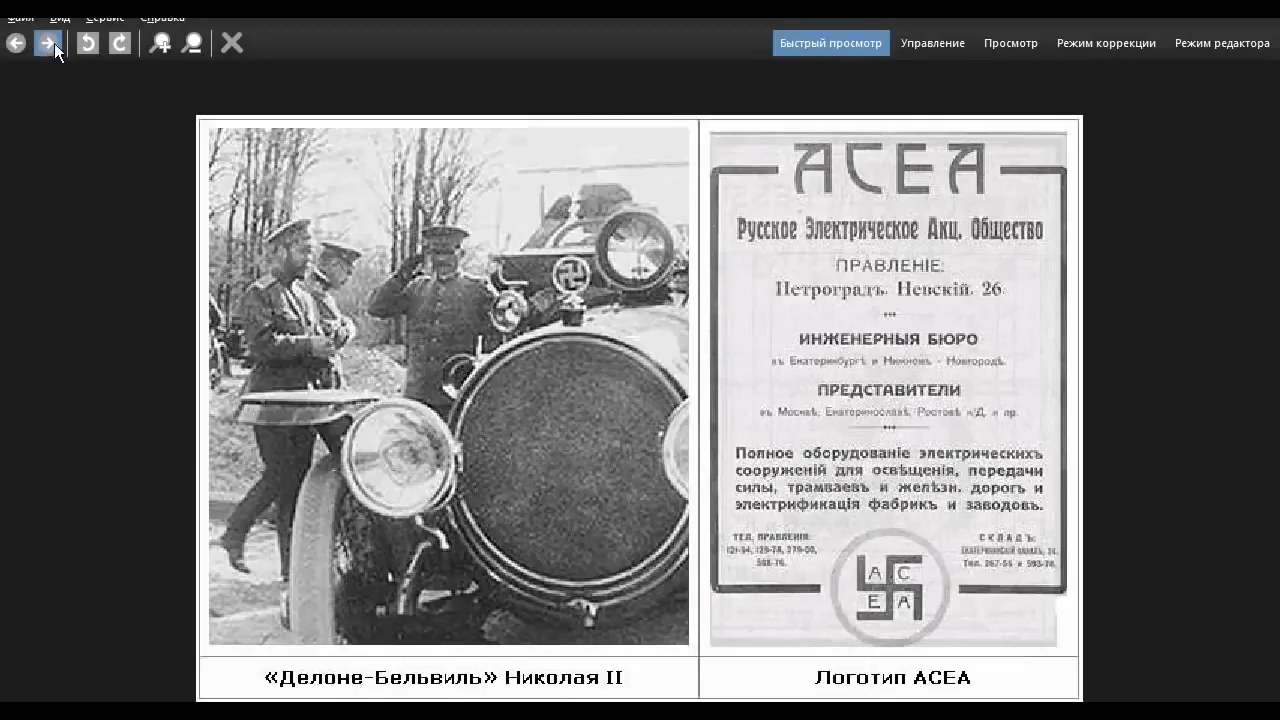 Файл Вид Сервис Справка
Быстрый просмотр Управление Просмотр Режим коррекции Режим редактора
АСЕА
Русское Электрическое Акц. Общество
ПРАВЛЕНІЕ:
Петроградъ. Невскій. 26.
ИНЖЕНЕРНЫЯ БЮРО
въ Екатеринбургѣ и Нижнемъ - Новгородѣ.
ПРЕДСТАВИТЕЛИ
въ Москвѣ, Екатеринославѣ, Ростовѣ н/Д. и пр.
Полное оборудованіе электрическихъ
сооруженій для освѣщенія, передачи
силы, трамваевъ и желѣзн. дорогъ и
электрификація фабрикъ и заводовъ.
ТЕЛ. ПРАВЛЕНІЯ:
СКЛАДЪ:
А С
Е А
«Делоне-Бельвиль» Николая II
Логотип АСЕА